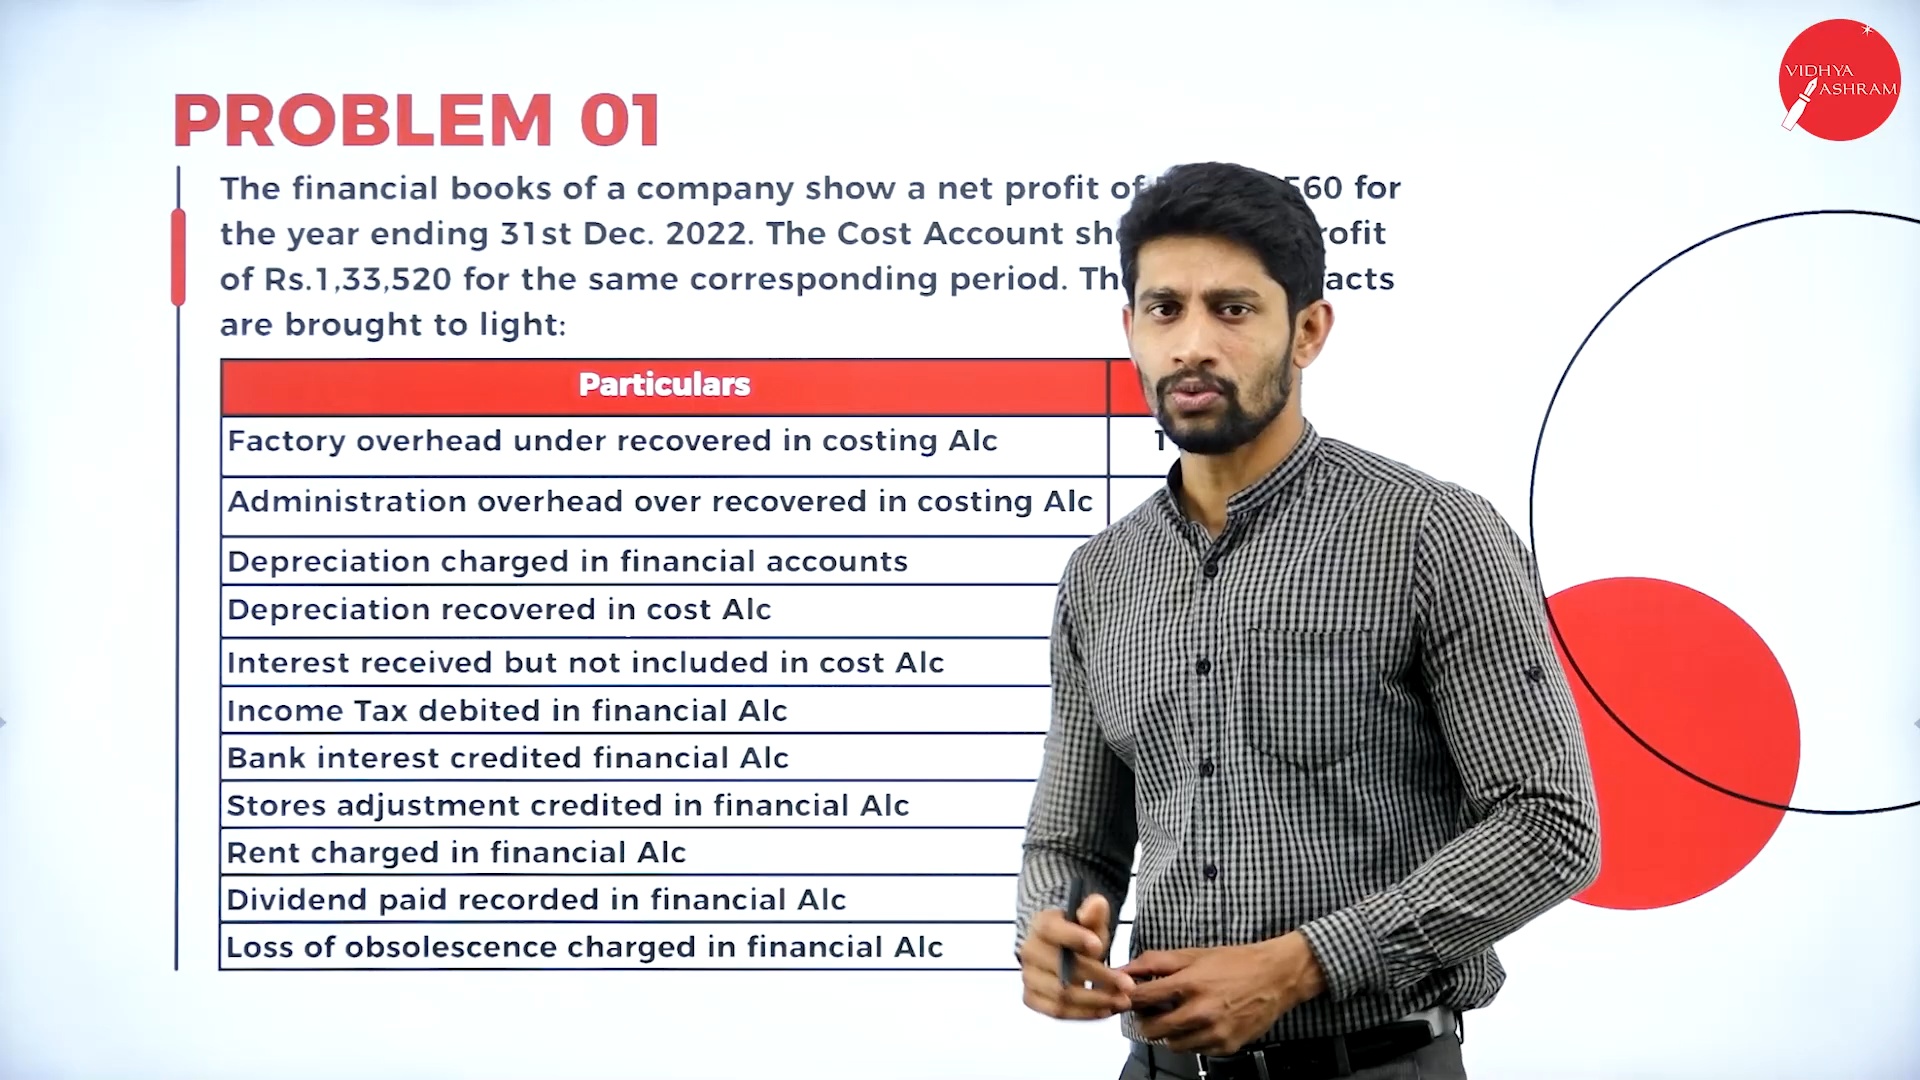 VIDHYA
ASHRAM
PROBLEM 01
The financial books of a company show a net profit of 560 for
the year ending 31st Dec. 2022. The Cost Account
of Rs.1,33,520 for the same corresponding period.
are brought to light:
Particulars
Factory overhead under recovered in costing Alc
Administration overhead over recovered in costing Alc
Depreciation charged in financial accounts
Depreciation recovered in cost Alc
Interest received but not included in cost Alc
Income Tax debited in financial Alc
Bank interest credited financial Alc
Stores adjustment credited in financial Alc
Rent charged in financial Alc
Dividend paid recorded in financial Alc
Loss of obsolescence charged in financial Alc